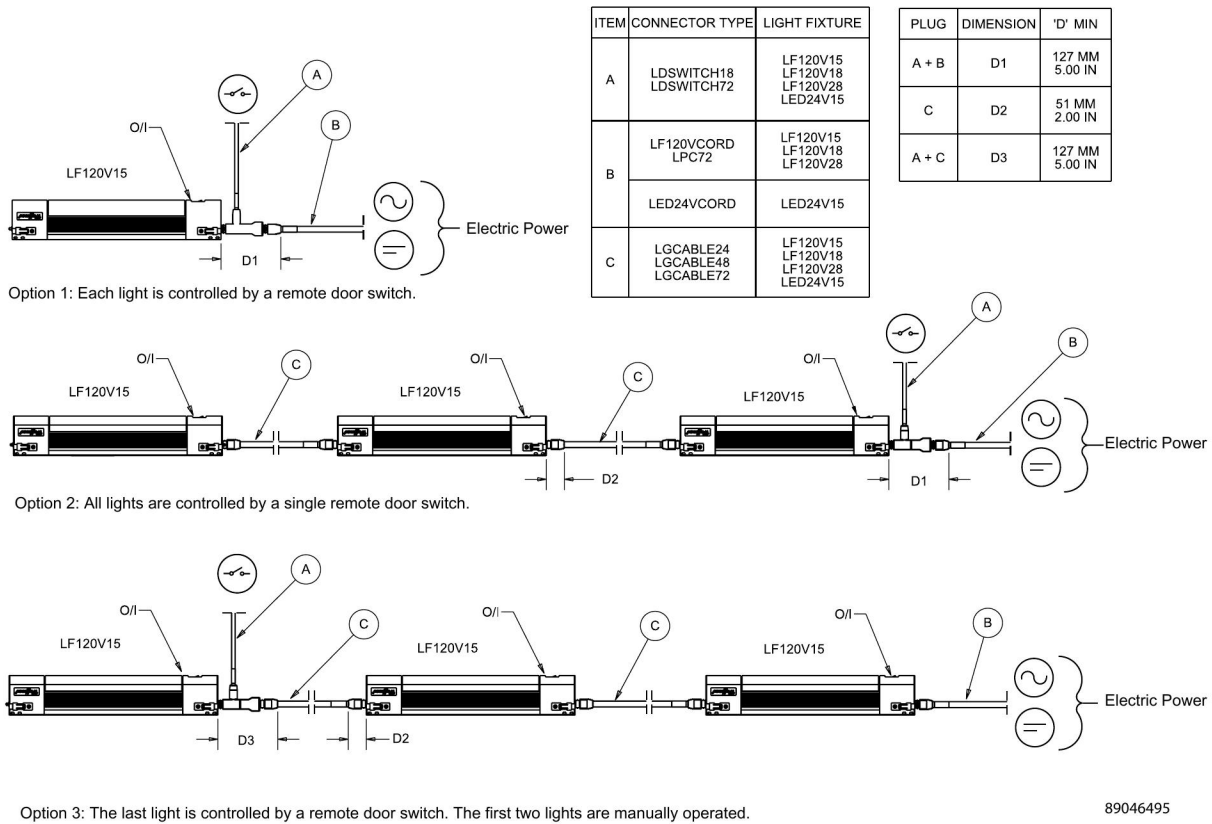 ITEM CONNECTOR TYPE LIGHT FIXTURE
A
LDSWITCH18
LDSWITCH72
LF120V15
LF120V18
LF120V28
LED24V15
B
LF120VCORD
LPC72
LF120V15
LF120V18
LF120V28
LED24VCORD
LED24V15
C
LGCABLE24
LGCABLE48
LGCABLE72
LF120V15
LF120V18
LF120V28
LED24V15
PLUG DIMENSION 'D' MIN
A + B D1
127 MM
5.00 IN
C D2
51 MM
2.00 IN
A + C D3
127 MM
5.00 IN
A
B
O/I
LF120V15
Electric Power
D1
Option 1: Each light is controlled by a remote door switch.
A
O/I
C
O/I
C
O/I
B
LF120V15
LF120V15
LF120V15
Electric Power
D2
D1
Option 2: All lights are controlled by a single remote door switch.
A
O/I
C
O/I
C
O/I
B
LF120V15
LF120V15
LF120V15
Electric Power
D3
D2
Option 3: The last light is controlled by a remote door switch. The first two lights are manually operated.
89046495